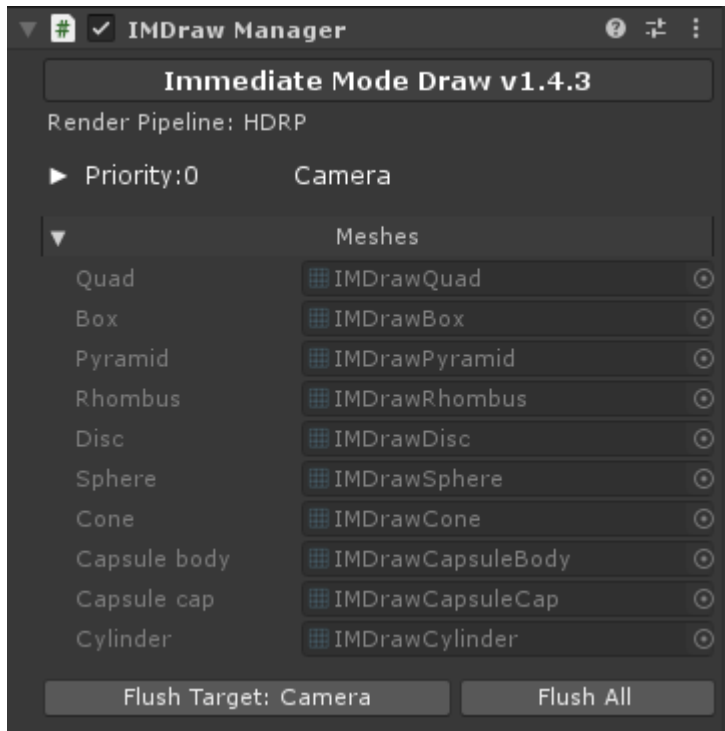 IMDraw Manager
Immediate Mode Draw v1.4.3
Render Pipeline: HDRP
Priority:0 Camera
Meshes
Quad IMDrawQuad
Box IMDrawBox
Pyramid IMDrawPyramid
Rhombus IMDrawRhombus
Disc IMDrawDisc
Sphere IMDrawSphere
Cone IMDrawCone
Capsule body IMDrawCapsuleBody
Capsule cap IMDrawCapsuleCap
Cylinder IMDrawCylinder
Flush Target: Camera Flush All